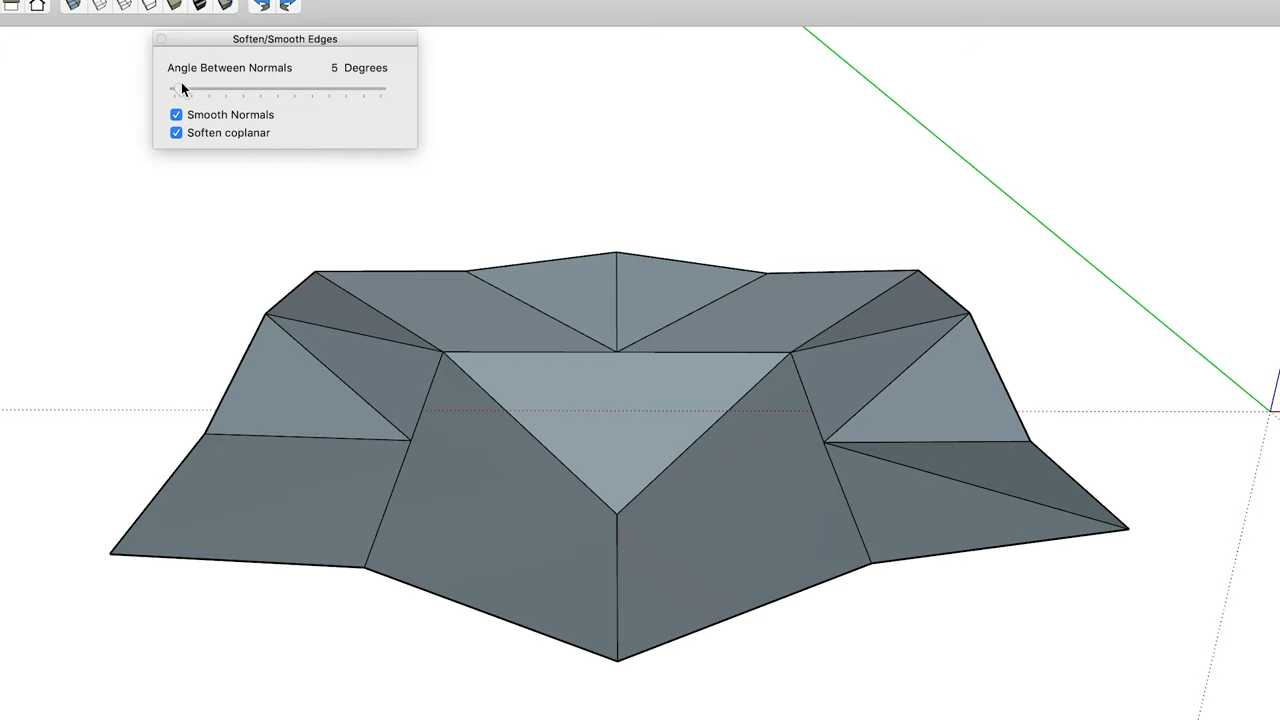 Soften/Smooth Edges
Angle Between Normals 5 Degrees
Smooth Normals
Soften coplanar